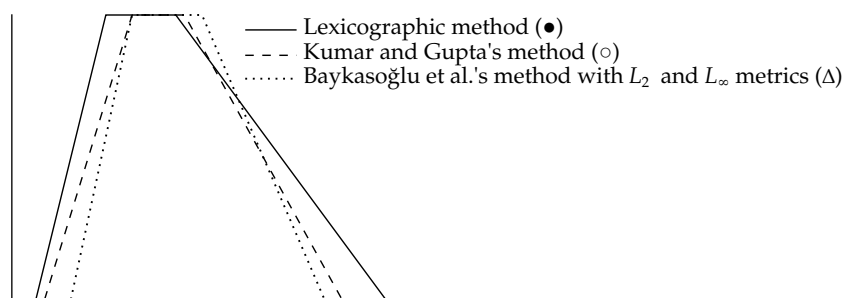 Lexicographic method (●)
Kumar and Gupta's method (○)
Baykasoğlu et al.'s method with L₂ and L∞ metrics (Δ)